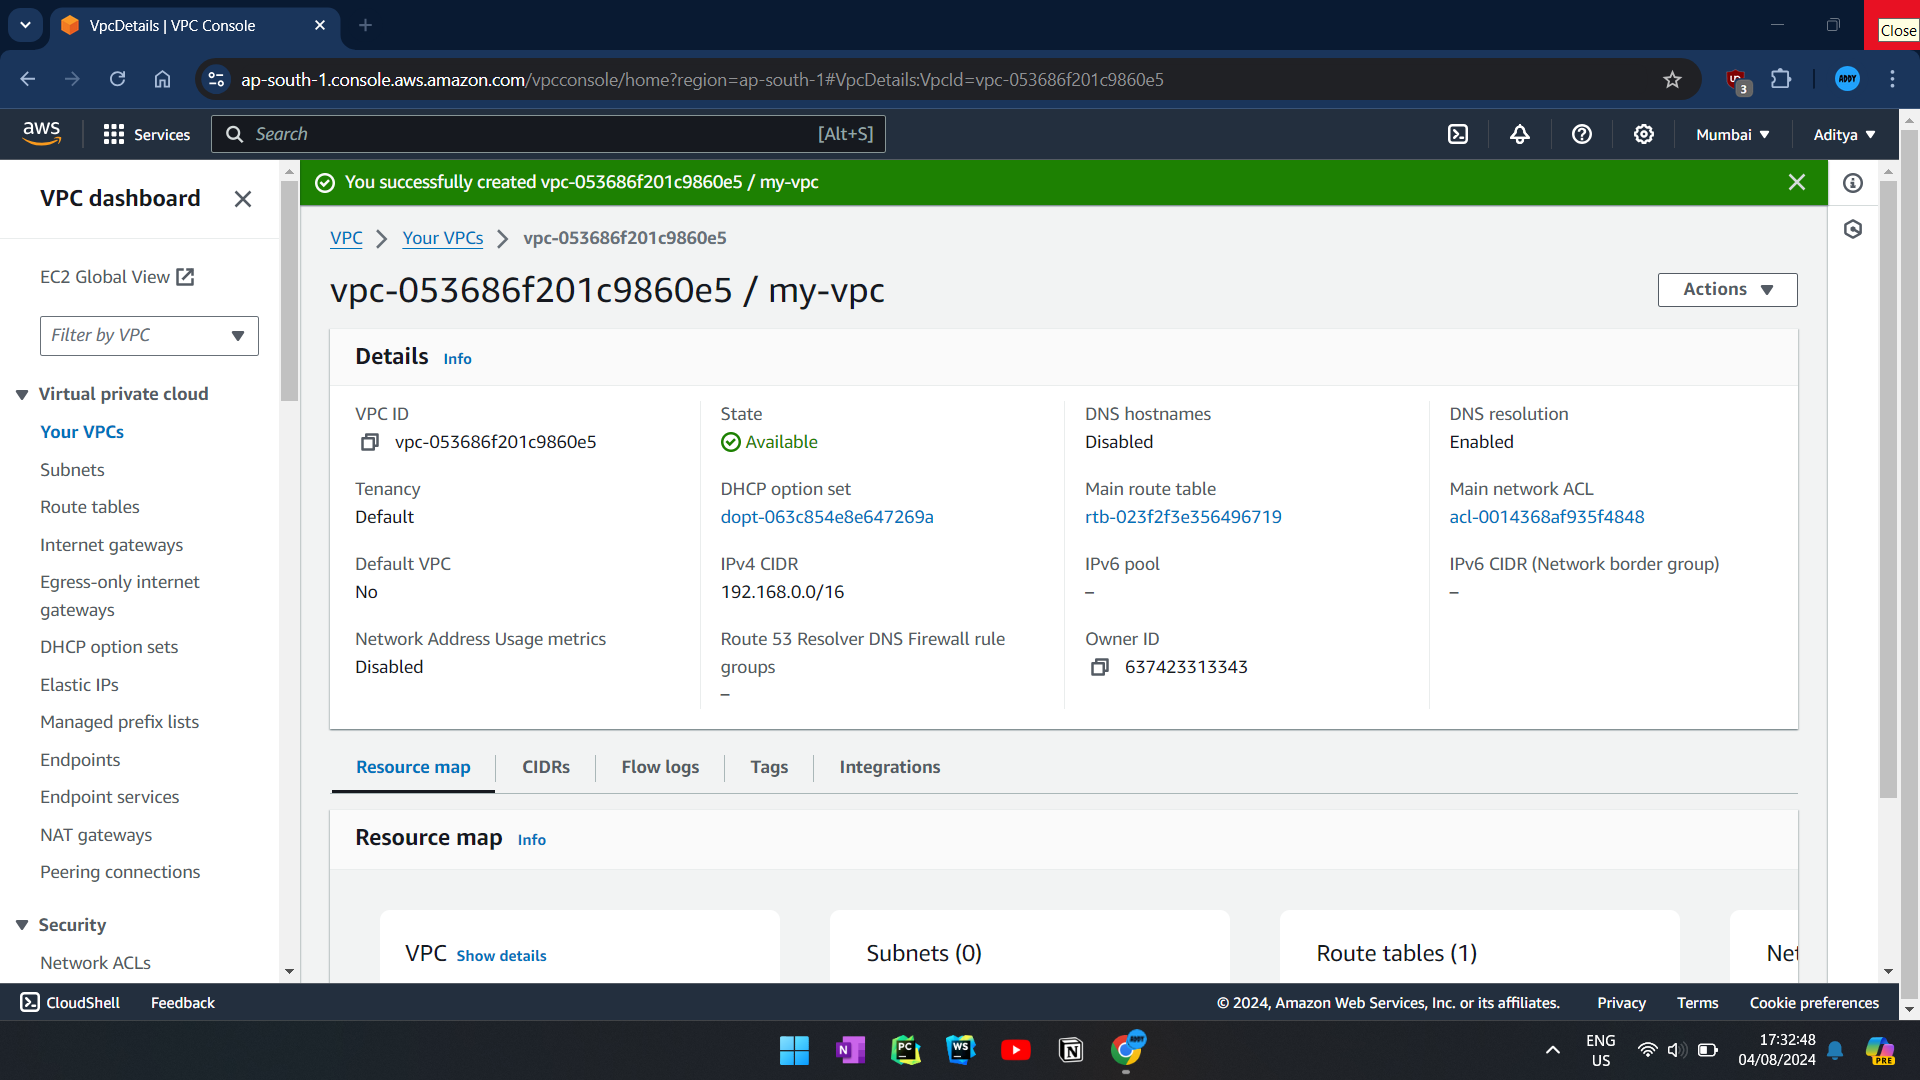 VpcDetails | VPC Console
Close
ap-south-1.console.aws.amazon.com/vpcconsole/home?region=ap-south-1#VpcDetails:VpcId=vpc-053686f201c9860e5
3
ADDY
aws
Services
Search
[Alt+S]
Mumbai
Aditya
VPC dashboard
EC2 Global View
Filter by VPC
Virtual private cloud
Your VPCs
Subnets
Route tables
Internet gateways
Egress-only internet
gateways
DHCP option sets
Elastic IPs
Managed prefix lists
Endpoints
Endpoint services
NAT gateways
Peering connections
Security
Network ACLs
You successfully created vpc-053686f201c9860e5 / my-vpc
VPC
Your VPCs
vpc-053686f201c9860e5
vpc-053686f201c9860e5 / my-vpc
Actions
Details Info
VPC ID
vpc-053686f201c9860e5
State
Available
DNS hostnames
Disabled
DNS resolution
Enabled
Tenancy
Default
DHCP option set
dopt-063c854e8e647269a
Main route table
rtb-023f2f3e356496719
Main network ACL
acl-0014368af935f4848
Default VPC
No
IPv4 CIDR
192.168.0.0/16
IPv6 pool
–
IPv6 CIDR (Network border group)
–
Network Address Usage metrics
Disabled
Route 53 Resolver DNS Firewall rule
groups
–
Owner ID
637423313343
Resource map
CIDRs
Flow logs
Tags
Integrations
Resource map Info
VPC Show details
Subnets (0)
Route tables (1)
Net
CloudShell
Feedback
© 2024, Amazon Web Services, Inc. or its affiliates.
Privacy
Terms
Cookie preferences
N
PC
WS
N
ADDY
ENG
US
17:32:48
04/08/2024
PRE